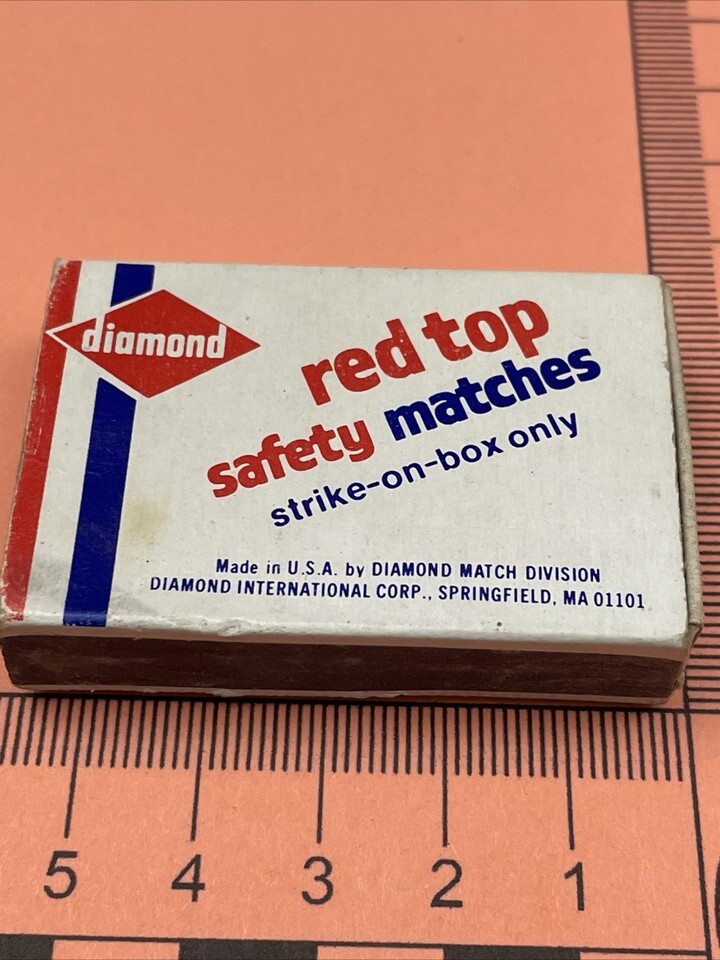 diamond
red top
safety matches
strike-on-box only
Made in U.S.A. by DIAMOND MATCH DIVISION
DIAMOND INTERNATIONAL CORP., SPRINGFIELD, MA 01101
5 4 3 2 1